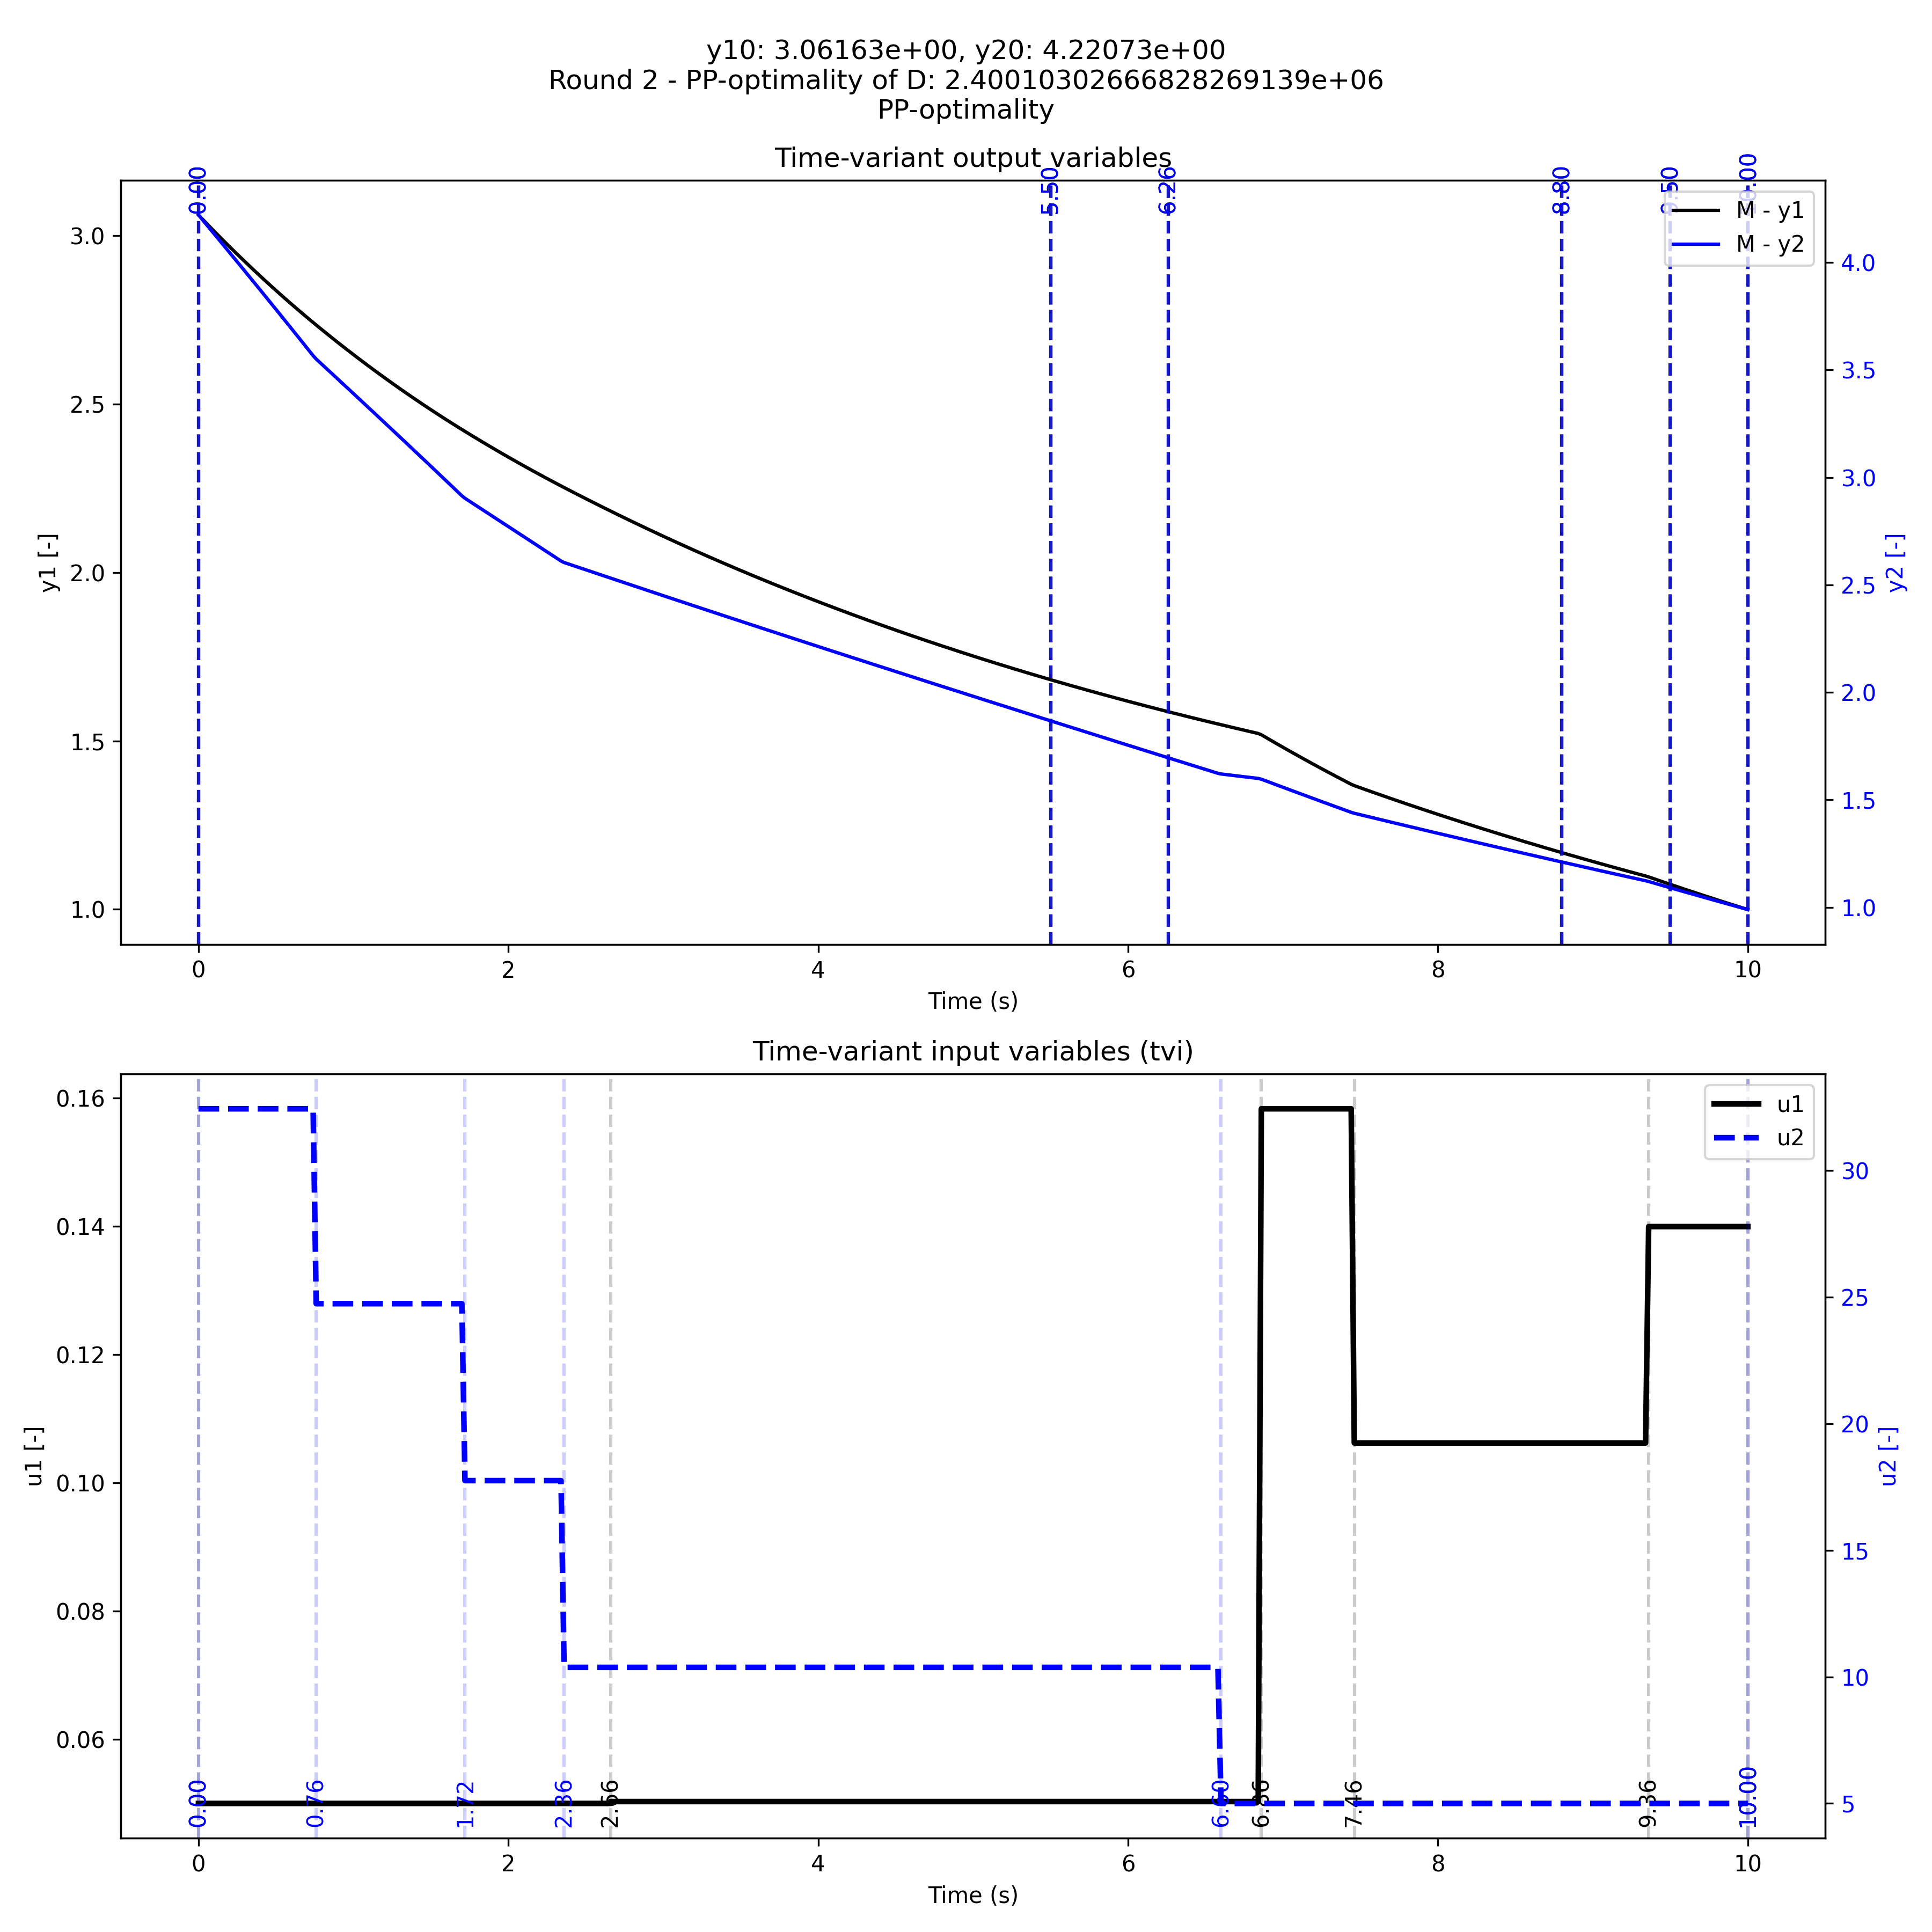 y10: 3.06163e+00, y20: 4.22073e+00
Round 2 - PP-optimality of D: 2.40010302666828269139e+06
PP-optimality
Time-variant output variables
0.00
5.50
6.26
8.80
9.50
10.00
M - y1
M - y2
3.0
2.5
2.0
1.5
1.0
y1 [-]
4.0
3.5
3.0
2.5
2.0
1.5
1.0
y2 [-]
0 2 4 6 8 10
Time (s)
Time-variant input variables (tvi)
u1
u2
0.16
0.14
0.12
0.10
0.08
0.06
u1 [-]
30
25
20
15
10
5
u2 [-]
0.00
0.76
1.72
2.36
2.66
6.60
6.86
7.46
9.36
10.00
0 2 4 6 8 10
Time (s)